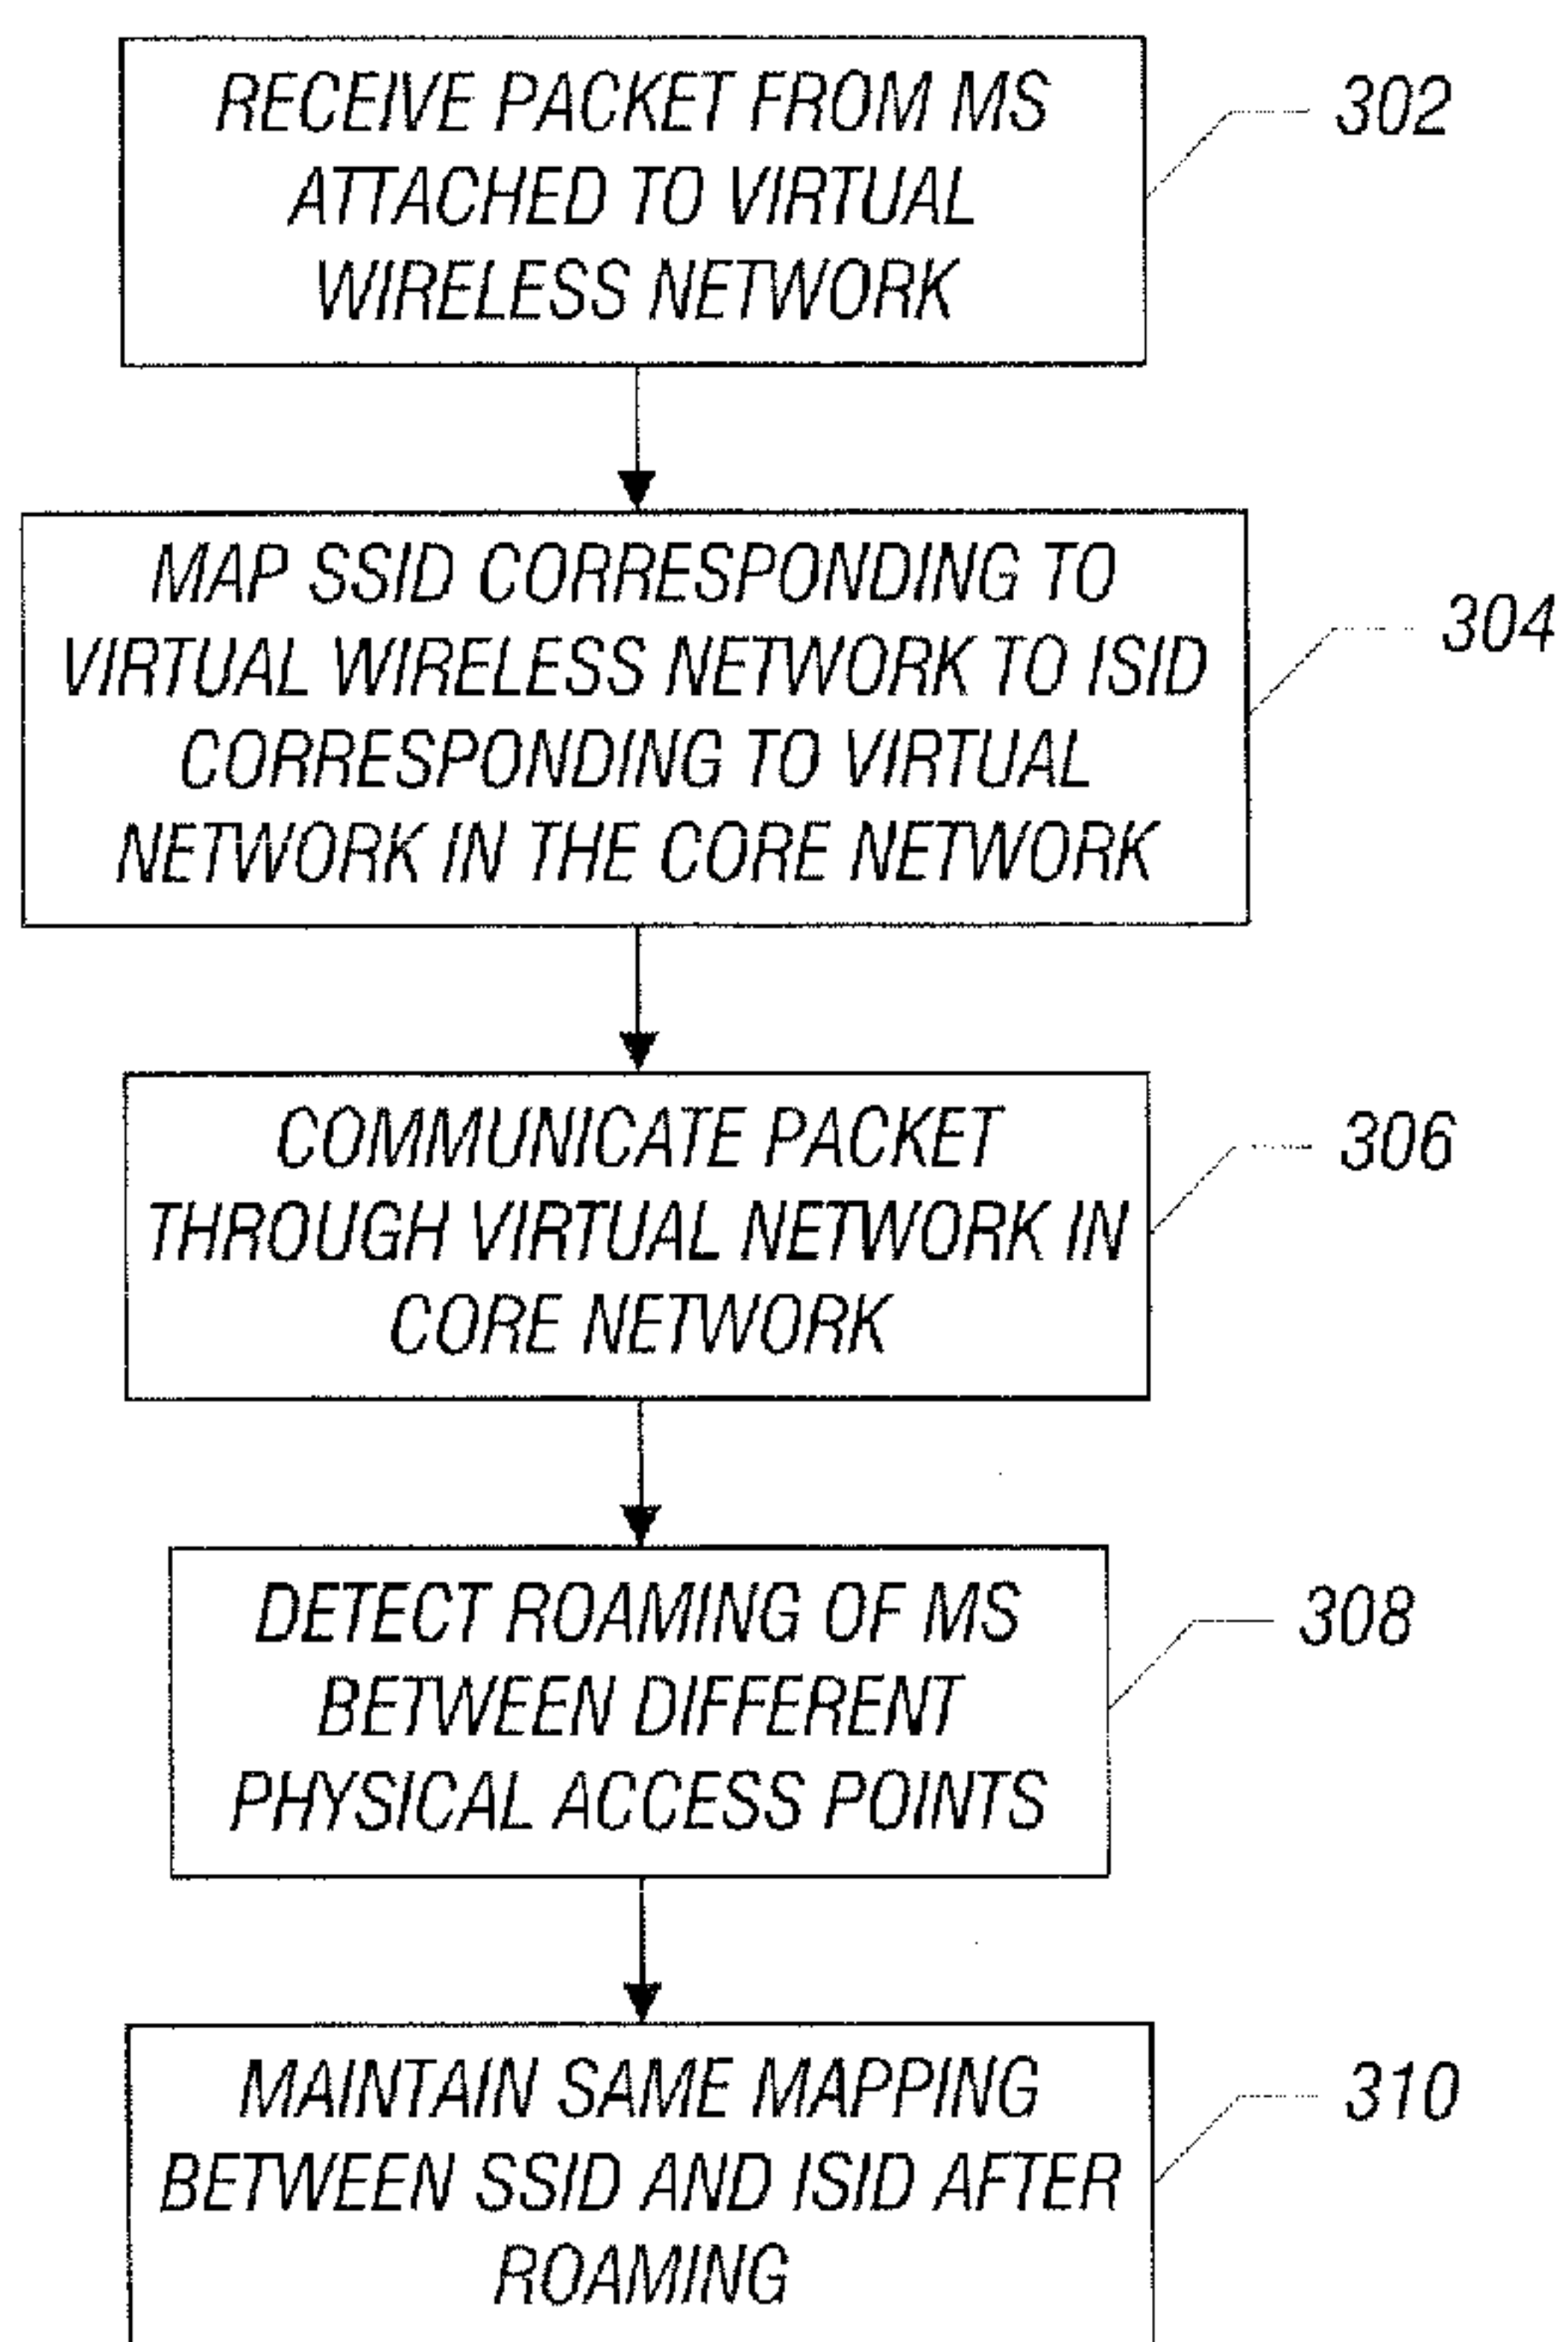 RECEIVE PACKET FROM MS
ATTACHED TO VIRTUAL
WIRELESS NETWORK
302
MAP SSID CORRESPONDING TO
VIRTUAL WIRELESS NETWORK TO ISID
CORRESPONDING TO VIRTUAL
NETWORK IN THE CORE NETWORK
304
COMMUNICATE PACKET
THROUGH VIRTUAL NETWORK IN
CORE NETWORK
306
DETECT ROAMING OF MS
BETWEEN DIFFERENT
PHYSICAL ACCESS POINTS
308
MAINTAIN SAME MAPPING
BETWEEN SSID AND ISID AFTER
ROAMING
310